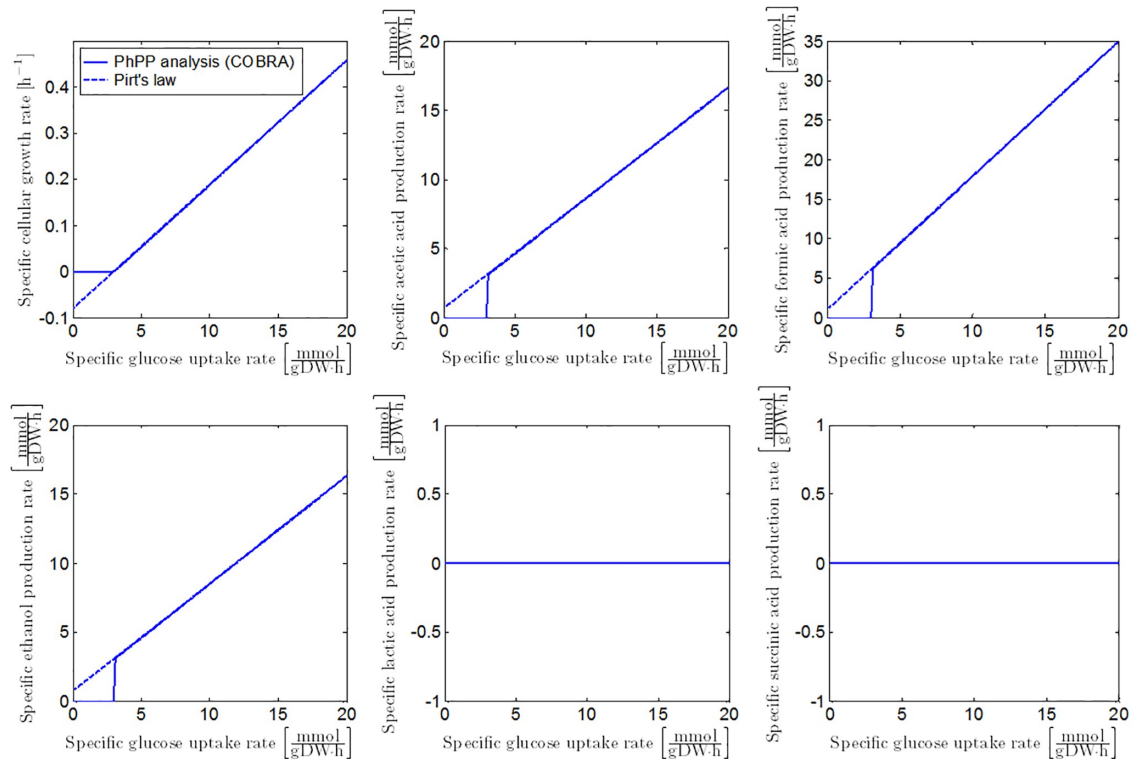 Specific cellular growth rate [h⁻¹]
0.4
0.3
0.2
0.1
0
-0.1
PhPP analysis (COBRA)
Pirt's law
0 5 10 15 20
Specific glucose uptake rate [mmol/gDW·h]
Specific acetic acid production rate [mmol/gDW·h]
20
15
10
5
0
0 5 10 15 20
Specific glucose uptake rate [mmol/gDW·h]
Specific formic acid production rate [mmol/gDW·h]
35
30
25
20
15
10
5
0
0 5 10 15 20
Specific glucose uptake rate [mmol/gDW·h]
Specific ethanol production rate [mmol/gDW·h]
20
15
10
5
0
0 5 10 15 20
Specific glucose uptake rate [mmol/gDW·h]
Specific lactic acid production rate [mmol/gDW·h]
1
0.5
0
-0.5
-1
0 5 10 15 20
Specific glucose uptake rate [mmol/gDW·h]
Specific succinic acid production rate [mmol/gDW·h]
1
0.5
0
-0.5
-1
0 5 10 15 20
Specific glucose uptake rate [mmol/gDW·h]